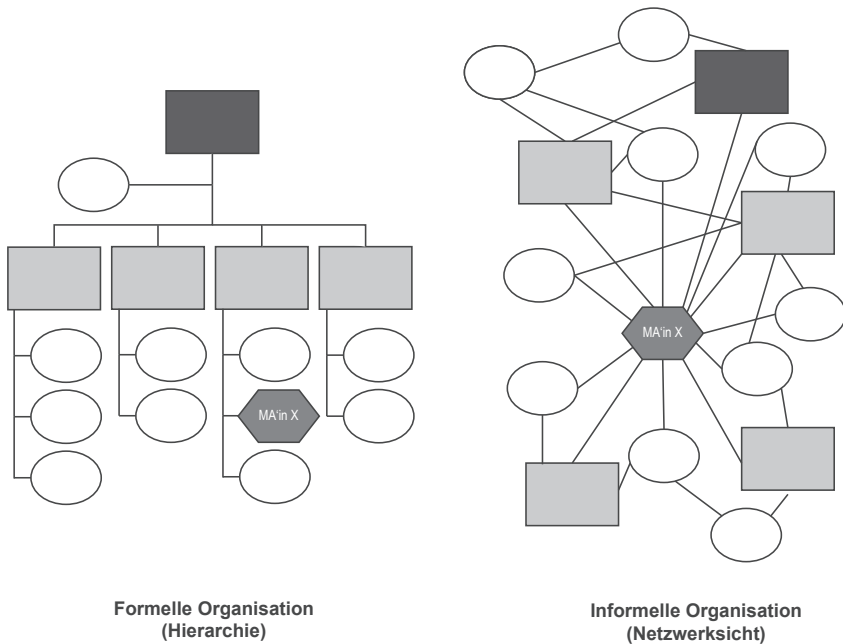 MA‘in X
MA‘in X
Formelle Organisation
(Hierarchie)
Informelle Organisation
(Netzwerksicht)